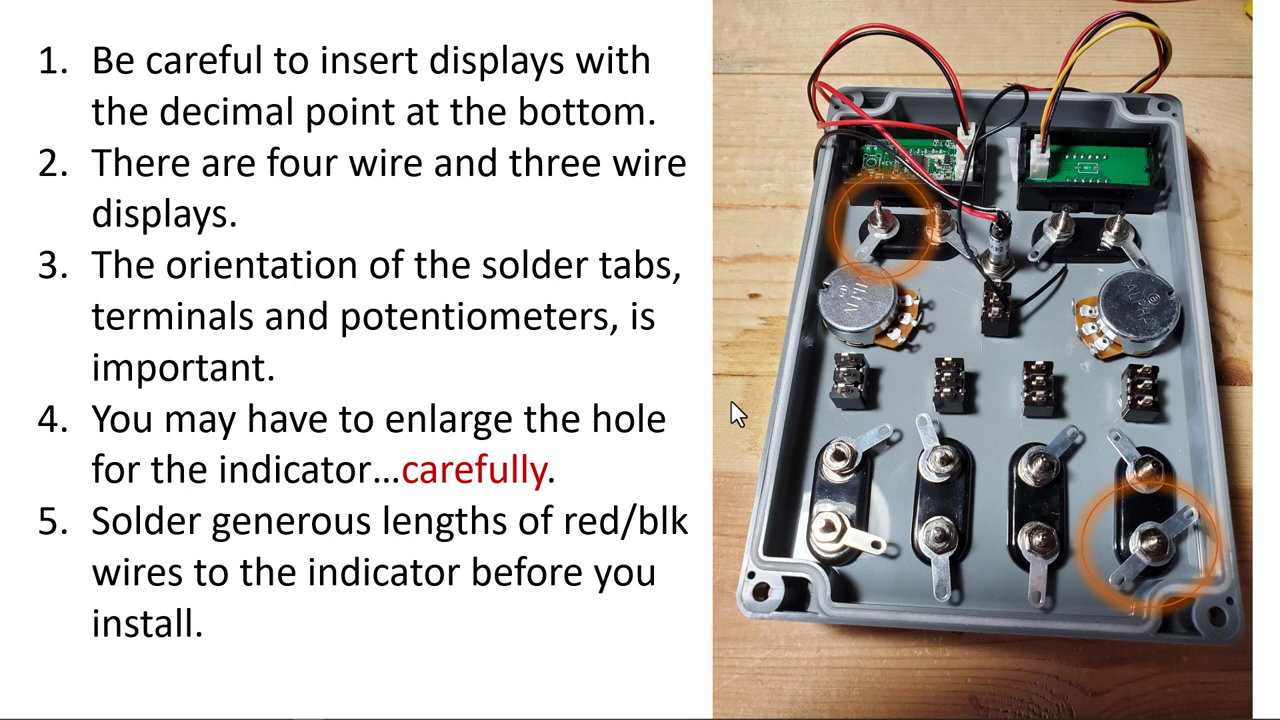 1. Be careful to insert displays with
the decimal point at the bottom.
2. There are four wire and three wire
displays.
3. The orientation of the solder tabs,
terminals and potentiometers, is
important.
4. You may have to enlarge the hole
for the indicator…carefully.
5. Solder generous lengths of red/blk
wires to the indicator before you
install.